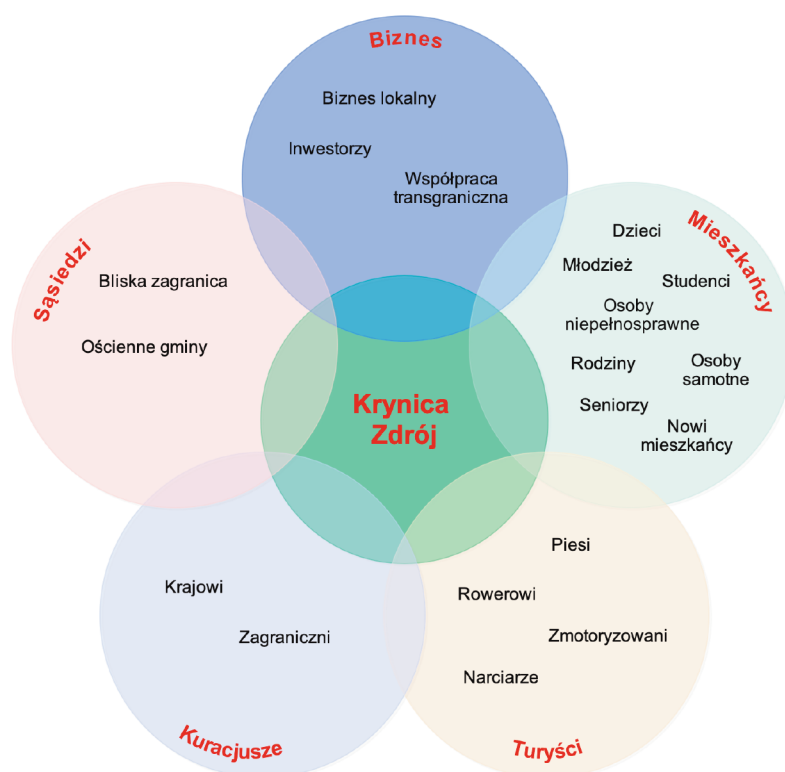 Biznes
Biznes lokalny
Inwestorzy
Współpraca
transgraniczna
Mieszkańcy
Dzieci
Młodzież
Studenci
Osoby
niepełnosprawne
Rodziny
Osoby
samotne
Seniorzy
Nowi
mieszkańcy
Sąsiedzi
Bliska zagranica
Ościenne gminy
Krynica
Zdrój
Kuracjusze
Krajowi
Zagraniczni
Turyści
Piesi
Rowerowi
Zmotoryzowani
Narciarze